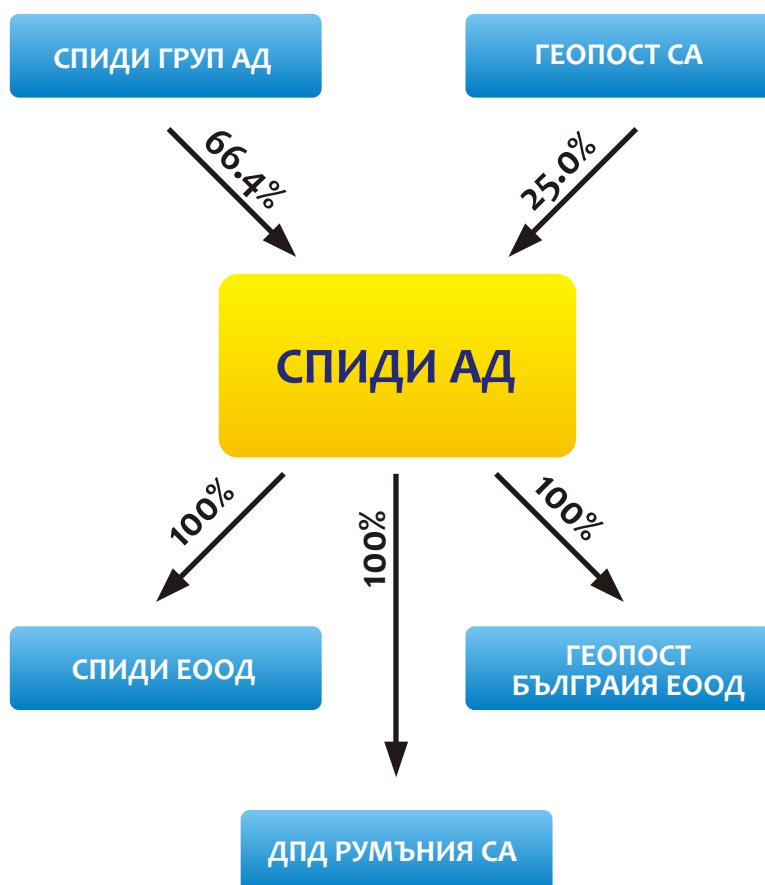 СПИДИ ГРУП АД
ГЕОПОСТ СА
66.4%
25.0%
СПИДИ АД
100%
100%
100%
СПИДИ ЕООД
ГЕОПОСТ
БЪЛГРАИЯ ЕООД
ДПД РУМЪНИЯ СА